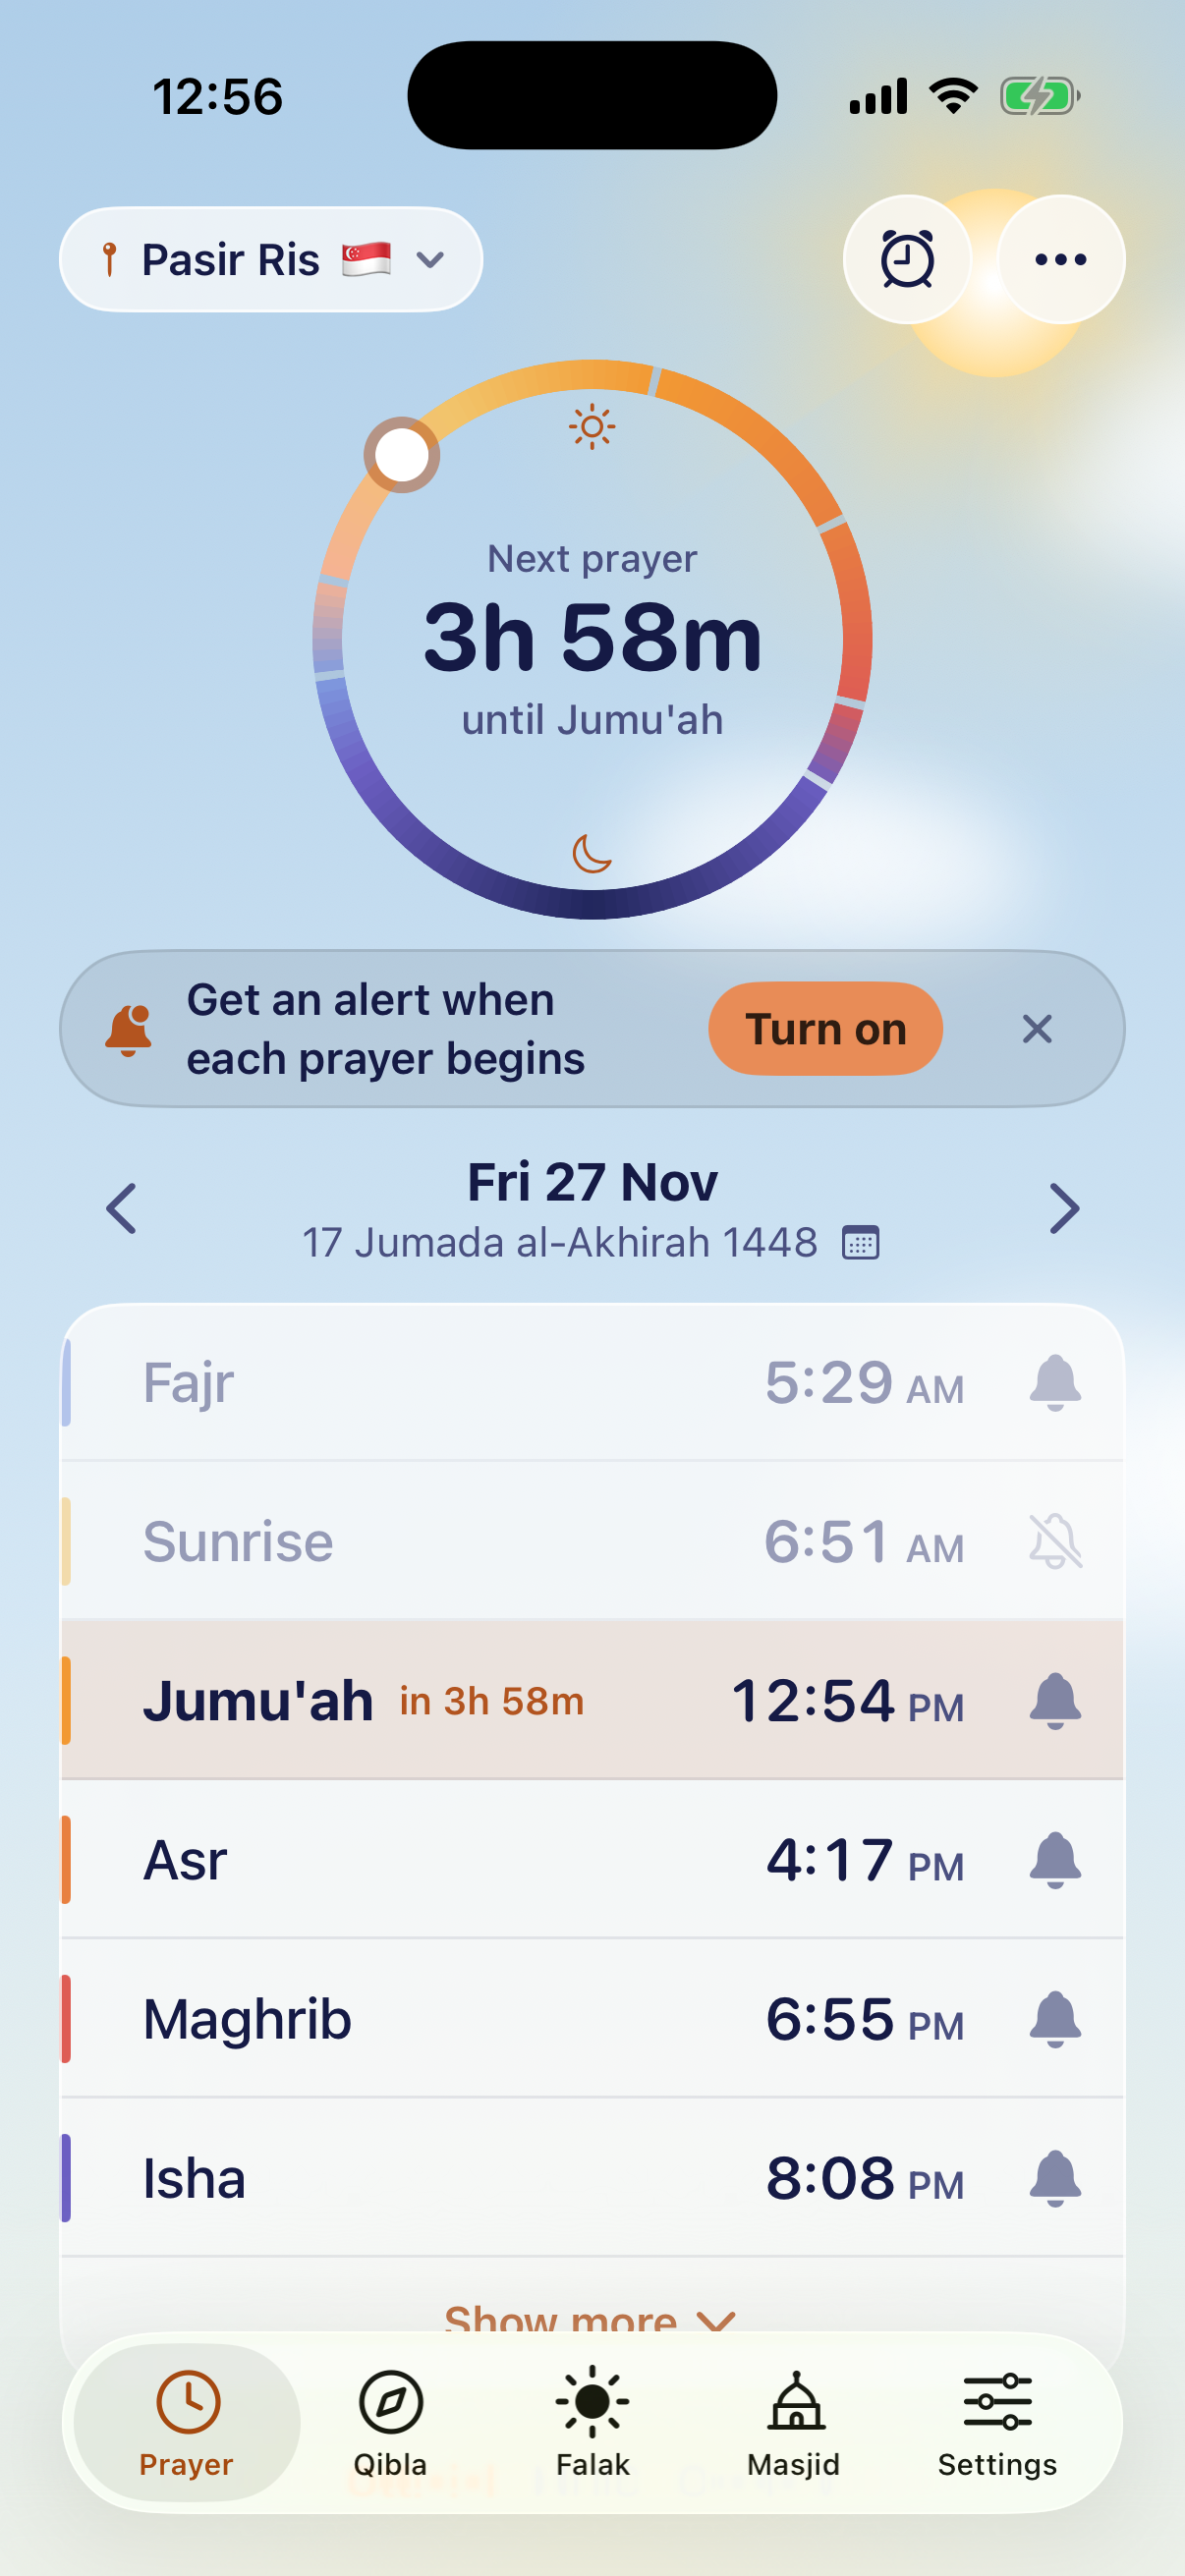 12:56
Pasir Ris 🇸🇬
Next prayer
3h 58m
until Jumu'ah
Get an alert when
each prayer begins
Turn on
Fri 27 Nov
17 Jumada al-Akhirah 1448
Fajr 5:29 AM
Sunrise 6:51 AM
Jumu'ah in 3h 58m 12:54 PM
Asr 4:17 PM
Maghrib 6:55 PM
Isha 8:08 PM
Show more
Prayer Qibla Falak Masjid Settings